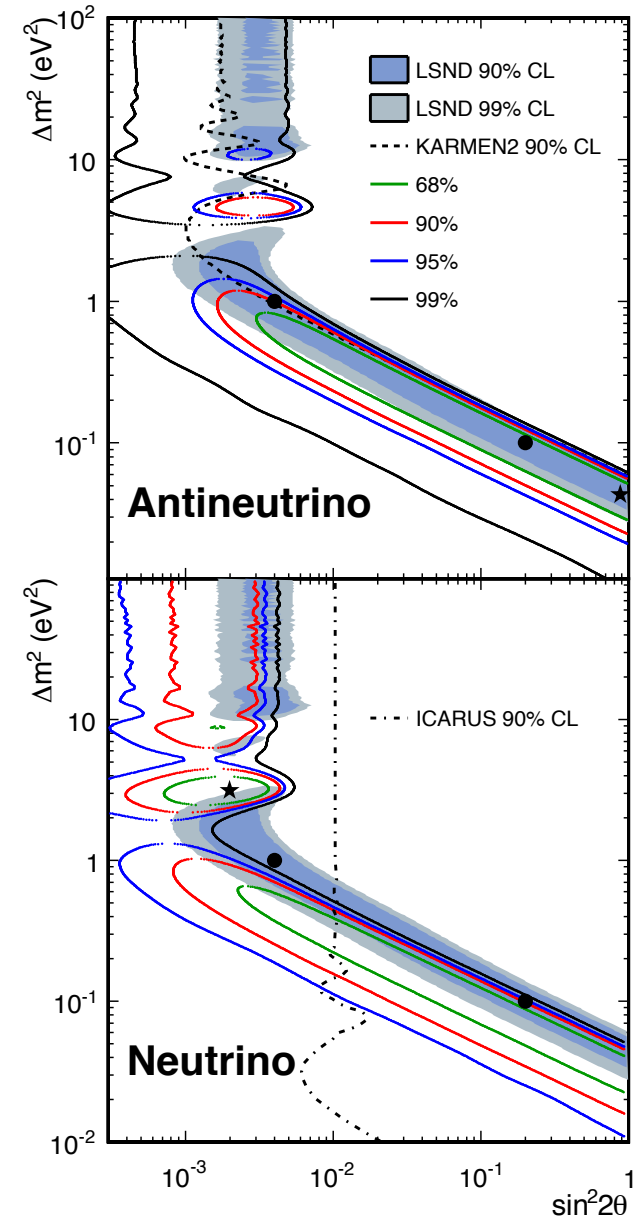 10²
Δm² (eV²)
LSND 90% CL
LSND 99% CL
KARMEN2 90% CL
10
68%
90%
95%
1
99%
10⁻¹
Antineutrino
Δm² (eV²)
10
ICARUS 90% CL
1
10⁻¹
Neutrino
10⁻²
10⁻³ 10⁻² 10⁻¹ 1
sin²2θ